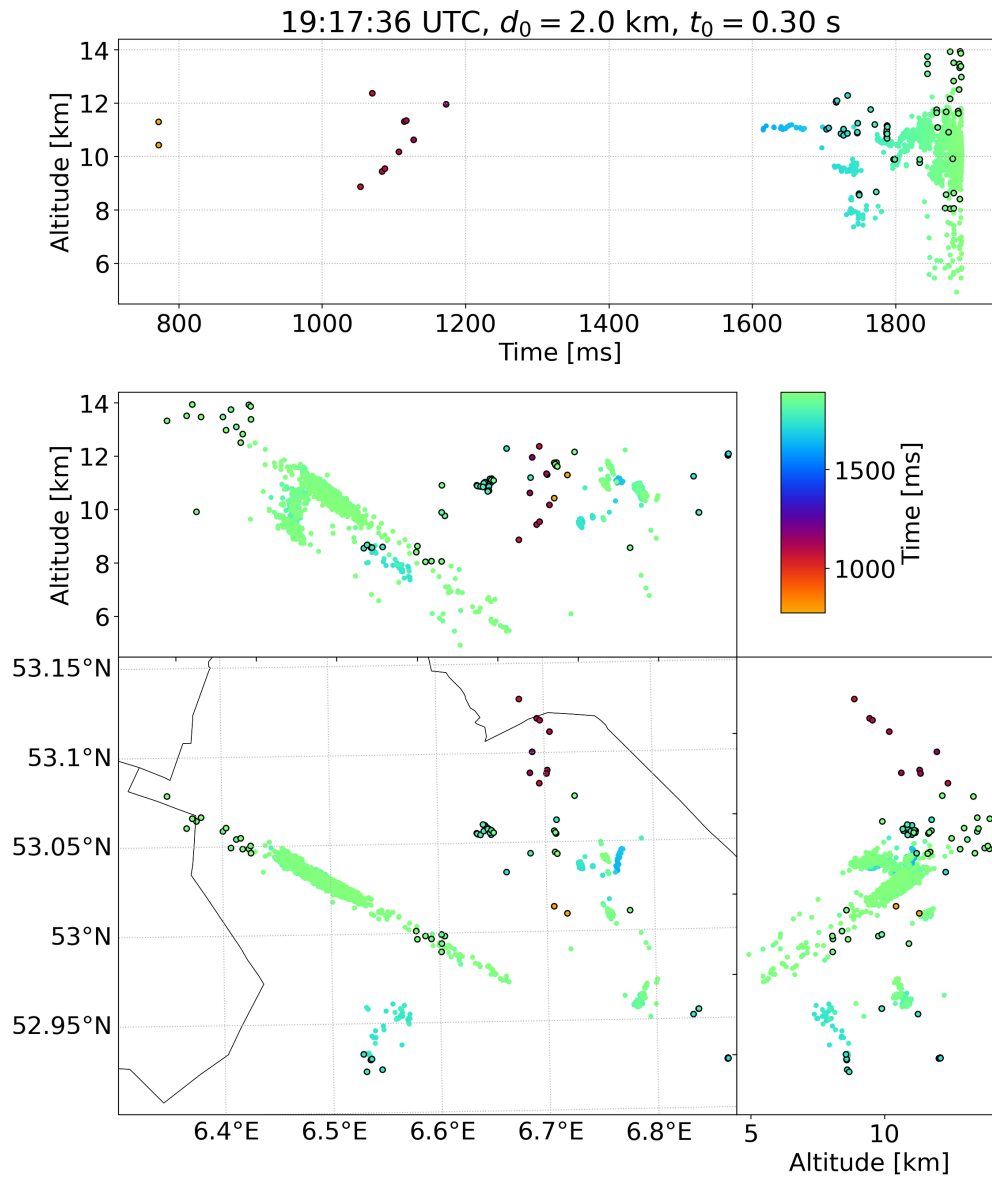 19:17:36 UTC, d₀ = 2.0 km, t₀ = 0.30 s
14
12
10
8
6
Altitude [km]
800 1000 1200 1400 1600 1800
Time [ms]
14
12
10
8
6
Altitude [km]
1500
1000
Time [ms]
53.15°N
53.1°N
53.05°N
53°N
52.95°N
6.4°E 6.5°E 6.6°E 6.7°E 6.8°E
5 10
Altitude [km]